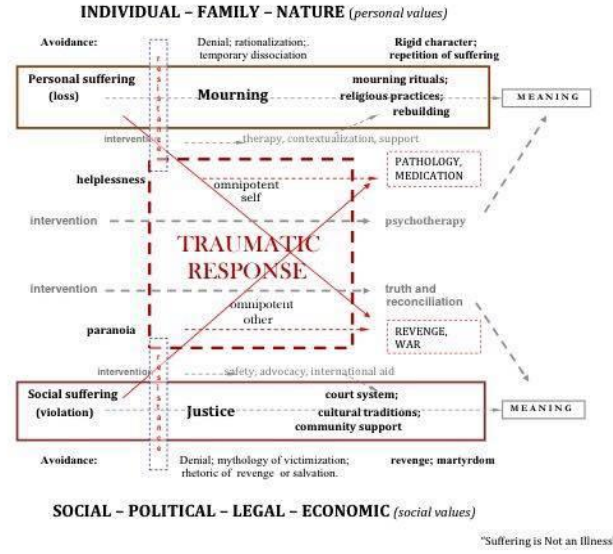 INDIVIDUAL – FAMILY – NATURE (personal values)
Avoidance:
Denial; rationalization;.
temporary dissociation
Rigid character;
repetition of suffering
resistance
Personal suffering
(loss)
Mourning
mourning rituals;
religious practices;
rebuilding
MEANING
interventio
therapy, contextualization, support
PATHOLOGY,
MEDICATION
helplessness
omnipotent
self
intervention
psychotherapy
TRAUMATIC
RESPONSE
intervention
truth and
reconciliation
omnipotent
other
paranoia
REVENGE,
WAR
intervention
safety, advocacy, international aid
resistance
Social suffering
(violation)
Justice
court system;
cultural traditions;
community support
MEANING
Avoidance:
Denial; mythology of victimization;
rhetoric of revenge or salvation.
revenge; martyrdom
SOCIAL – POLITICAL – LEGAL – ECONOMIC (social values)
"Suffering is Not an Illness